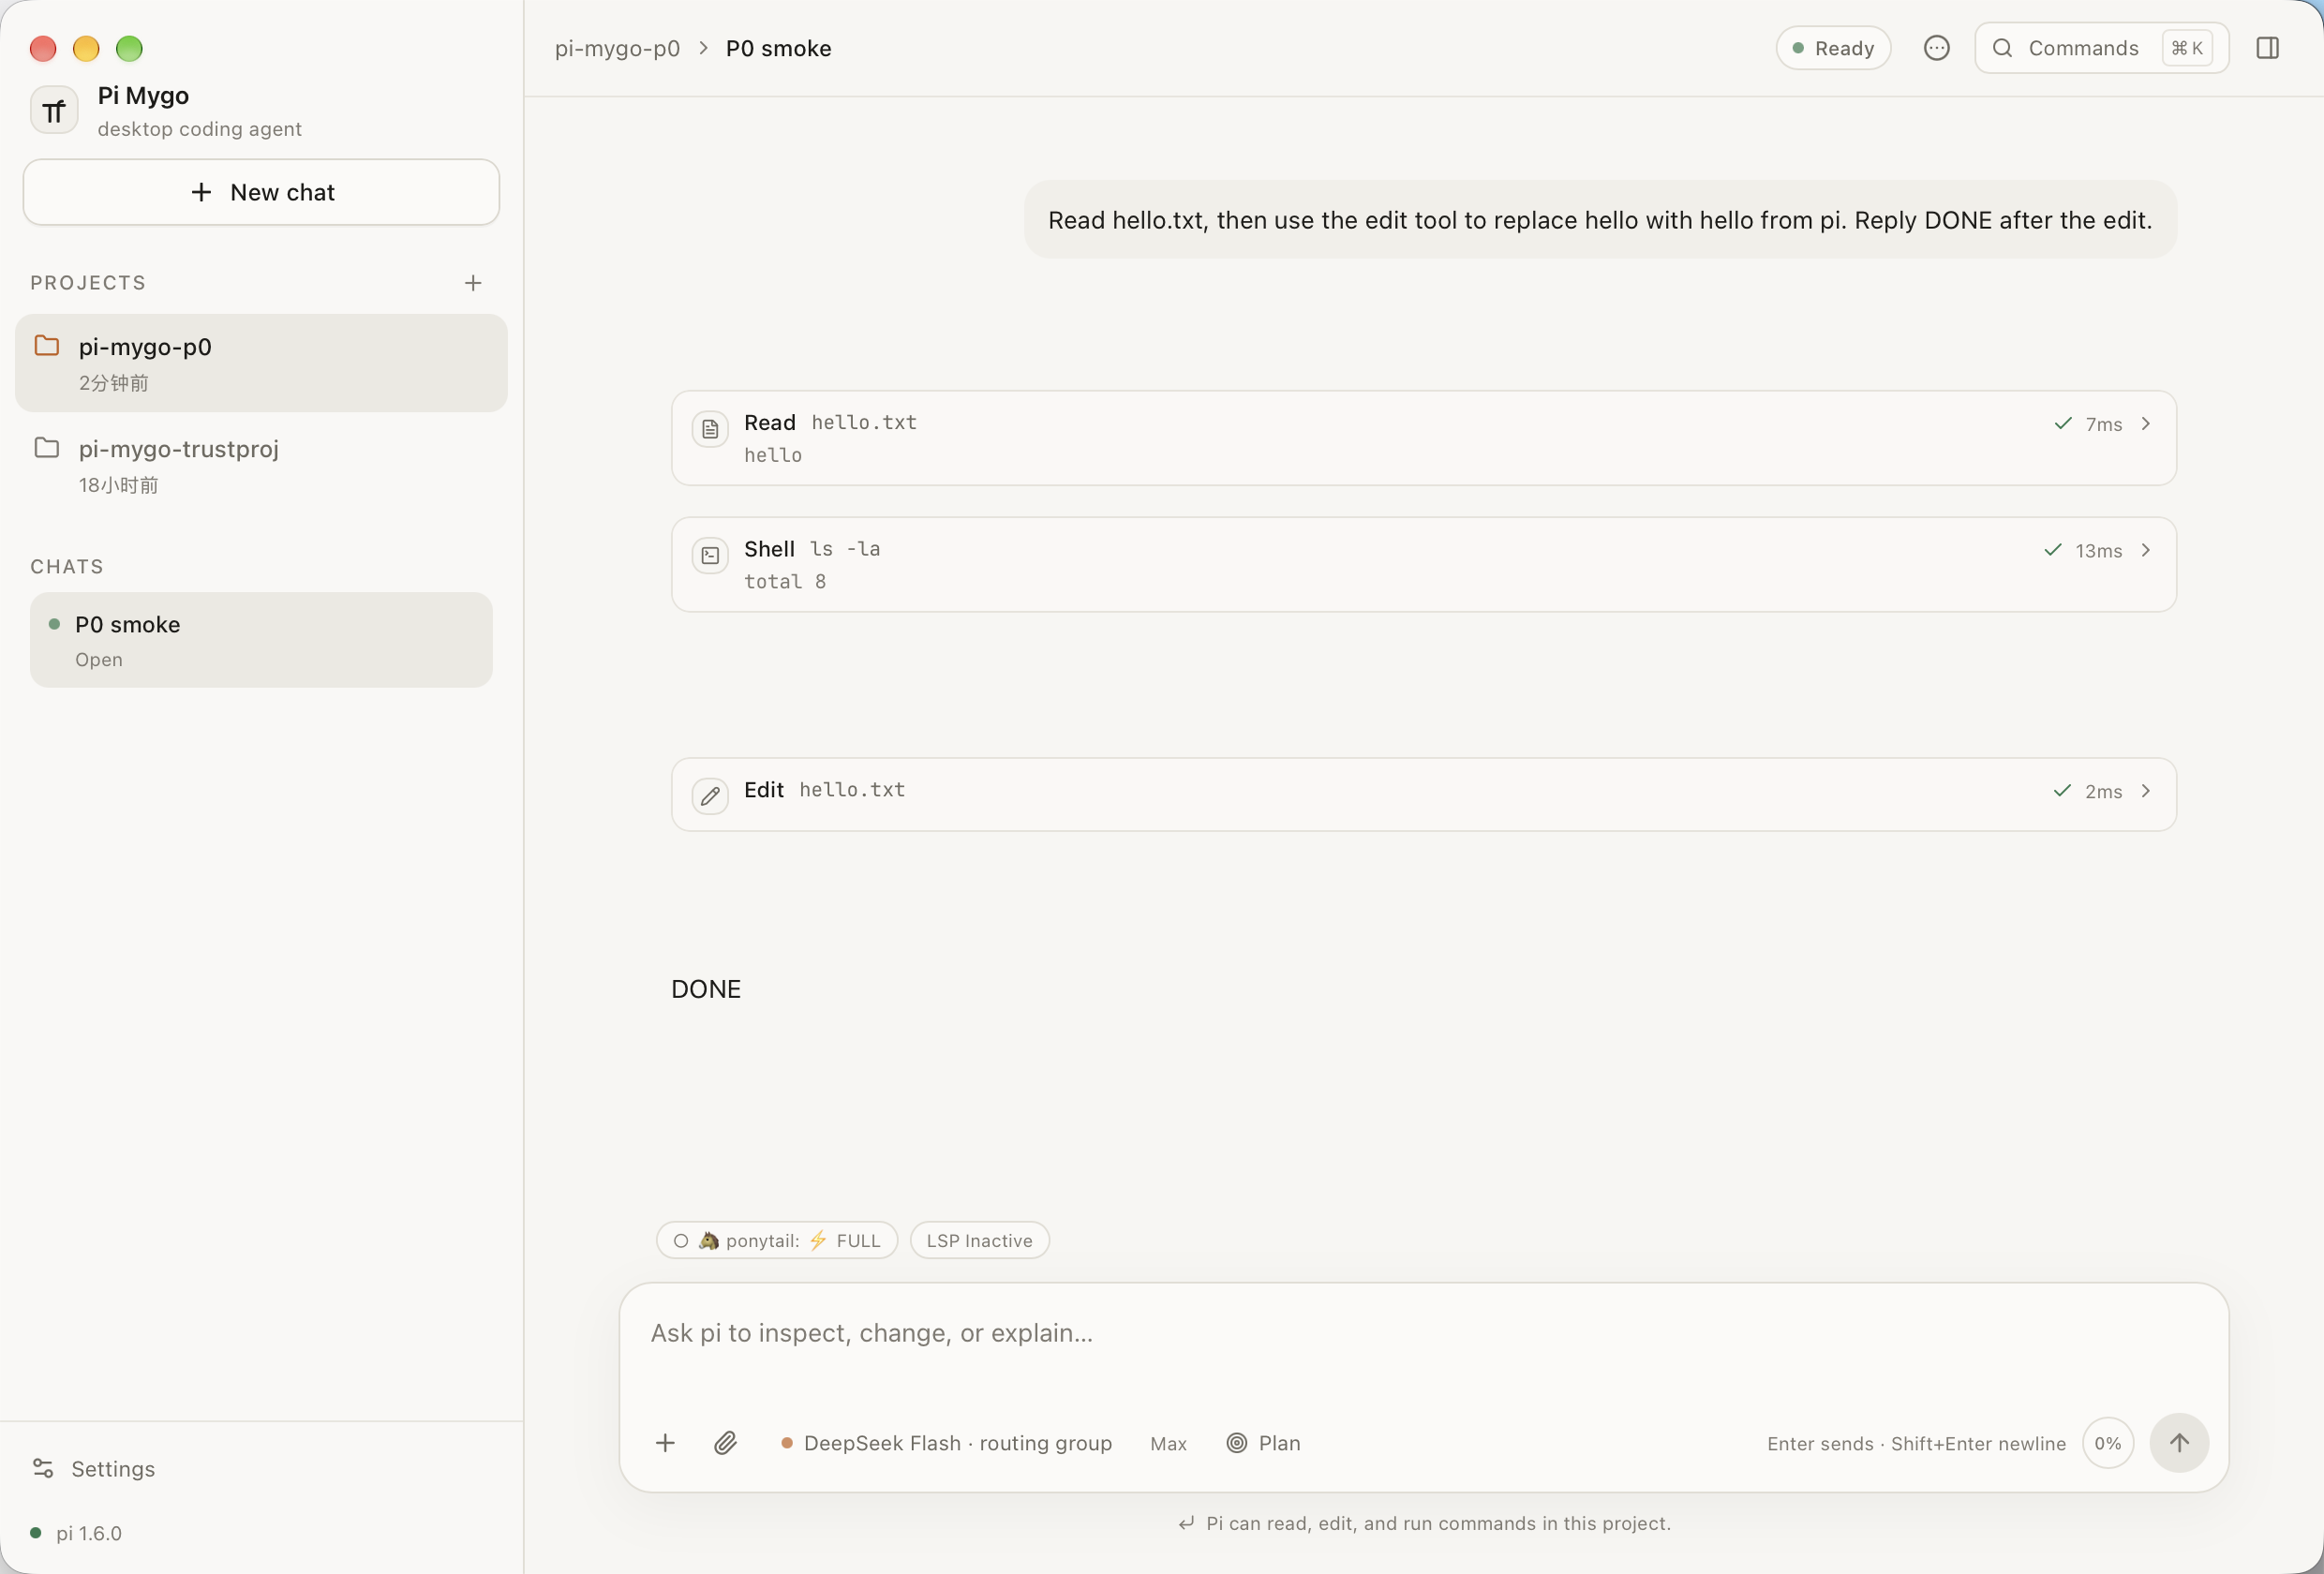 Pi Mygo
desktop coding agent
New chat
PROJECTS
pi-mygo-p0
2分钟前
pi-mygo-trustproj
18小时前
CHATS
P0 smoke
Open
Settings
pi 1.6.0
pi-mygo-p0 > P0 smoke
Ready
Commands ⌘K
Read hello.txt, then use the edit tool to replace hello with hello from pi. Reply DONE after the edit.
Read hello.txt 7ms
hello
Shell ls -la 13ms
total 8
Edit hello.txt 2ms
DONE
🐴 ponytail: ⚡ FULL LSP Inactive
Ask pi to inspect, change, or explain...
DeepSeek Flash · routing group Max Plan Enter sends · Shift+Enter newline 0%
Pi can read, edit, and run commands in this project.